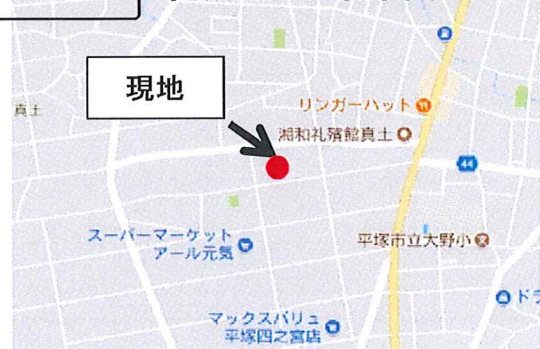 現地
真土
リンガーハット
湘和礼殯館真土
44
スーパーマーケット
アール元気
平塚市立大野小
文
ドラ
マックスバリュ
平塚四之宮店